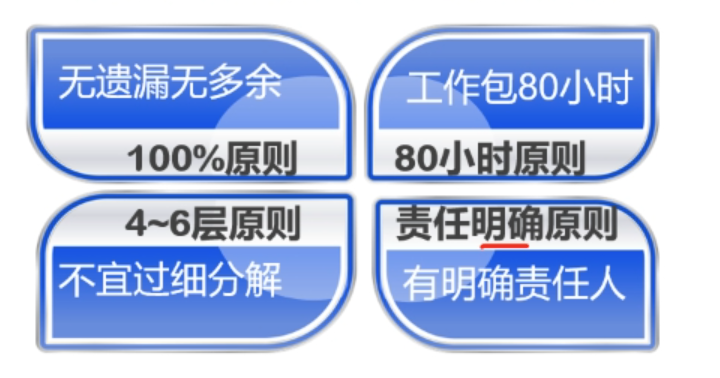 无遗漏无多余
100%原则
工作包80小时
80小时原则
4~6层原则
不宜过细分解
责任明确原则
有明确责任人